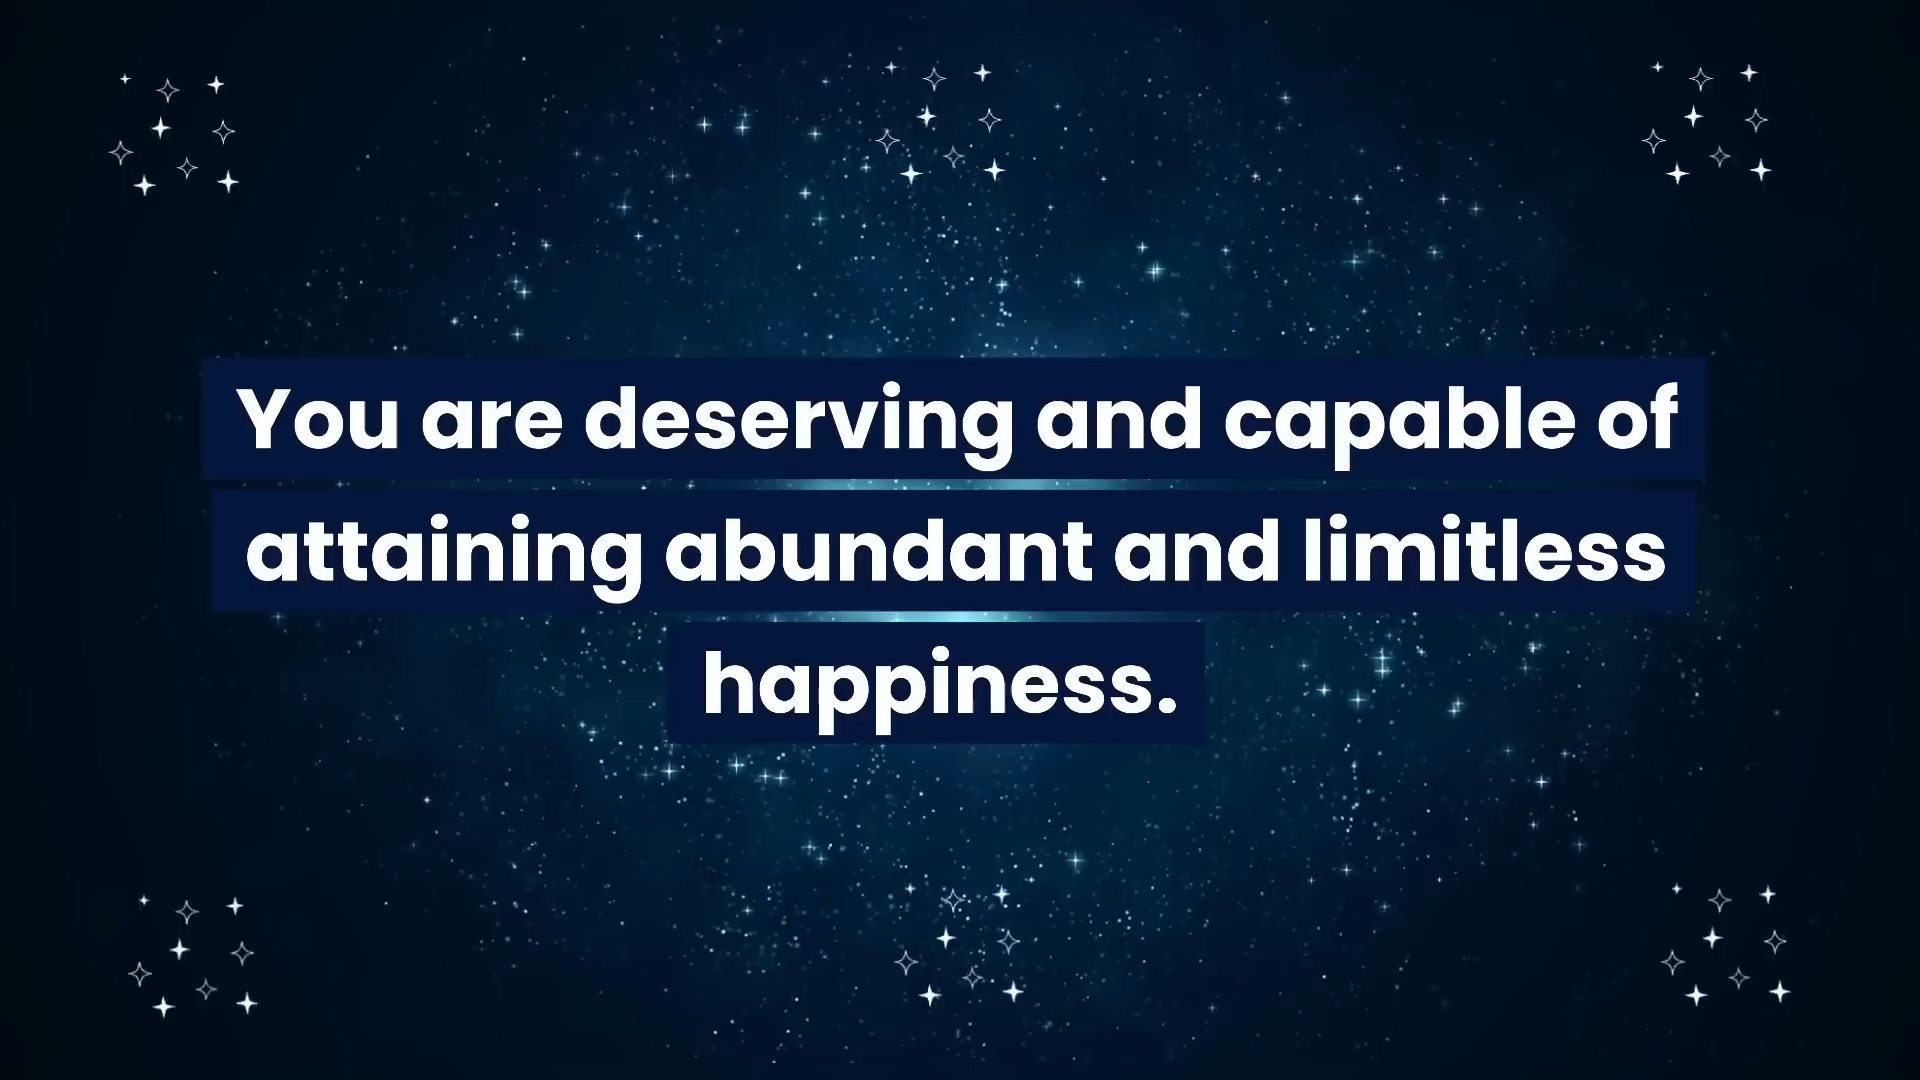 You are deserving and capable of
attaining abundant and limitless
happiness.